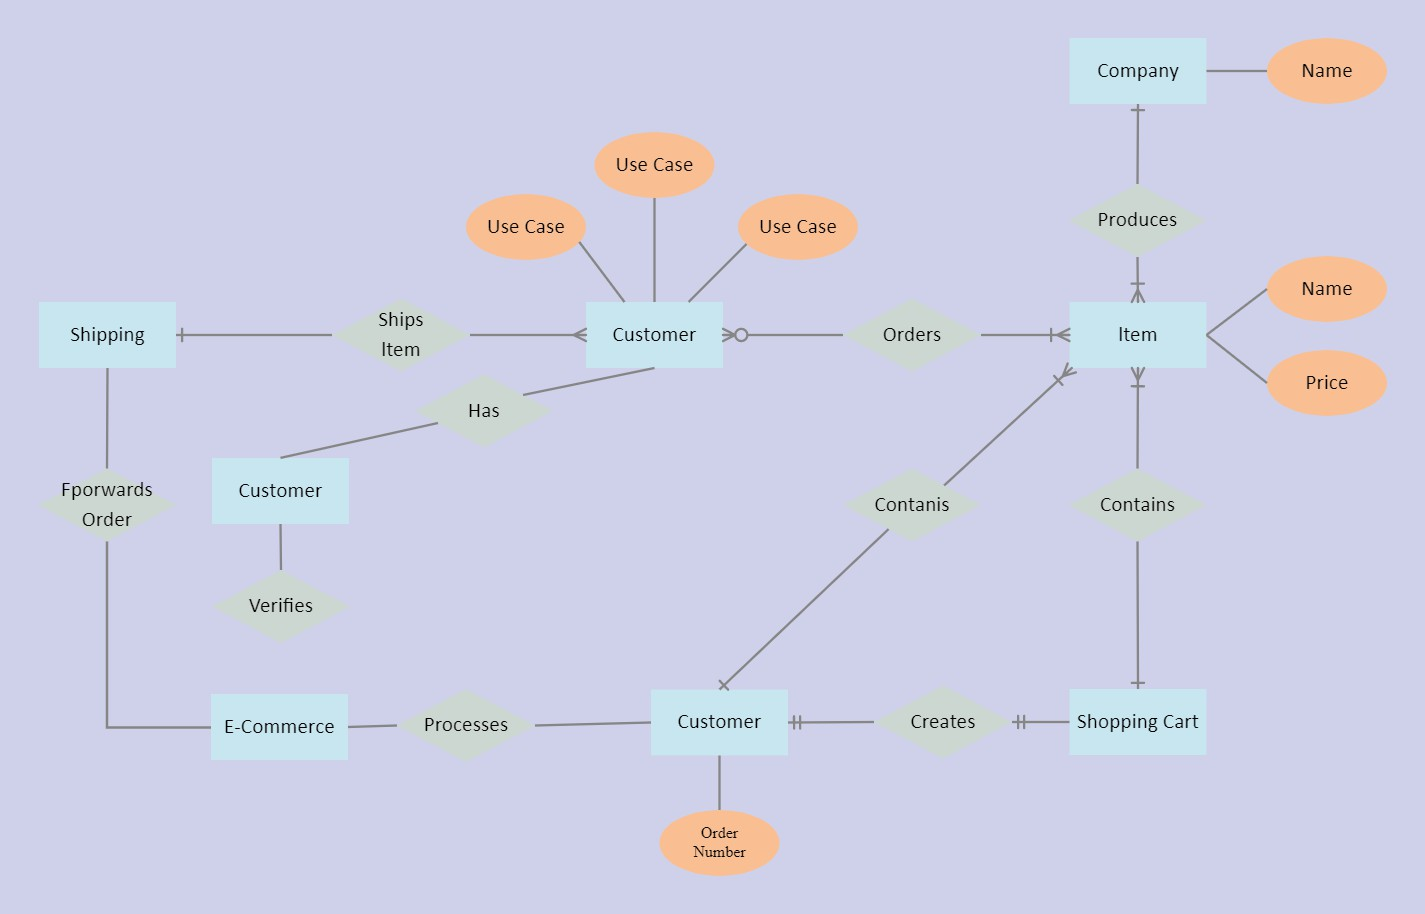 Company
Name
Use Case
Use Case
Use Case
Produces
Name
Shipping
Ships
Item
Customer
Orders
Item
Price
Has
Fporwards
Order
Customer
Contanis
Contains
Verifies
E-Commerce
Processes
Customer
Creates
Shopping Cart
Order
Number